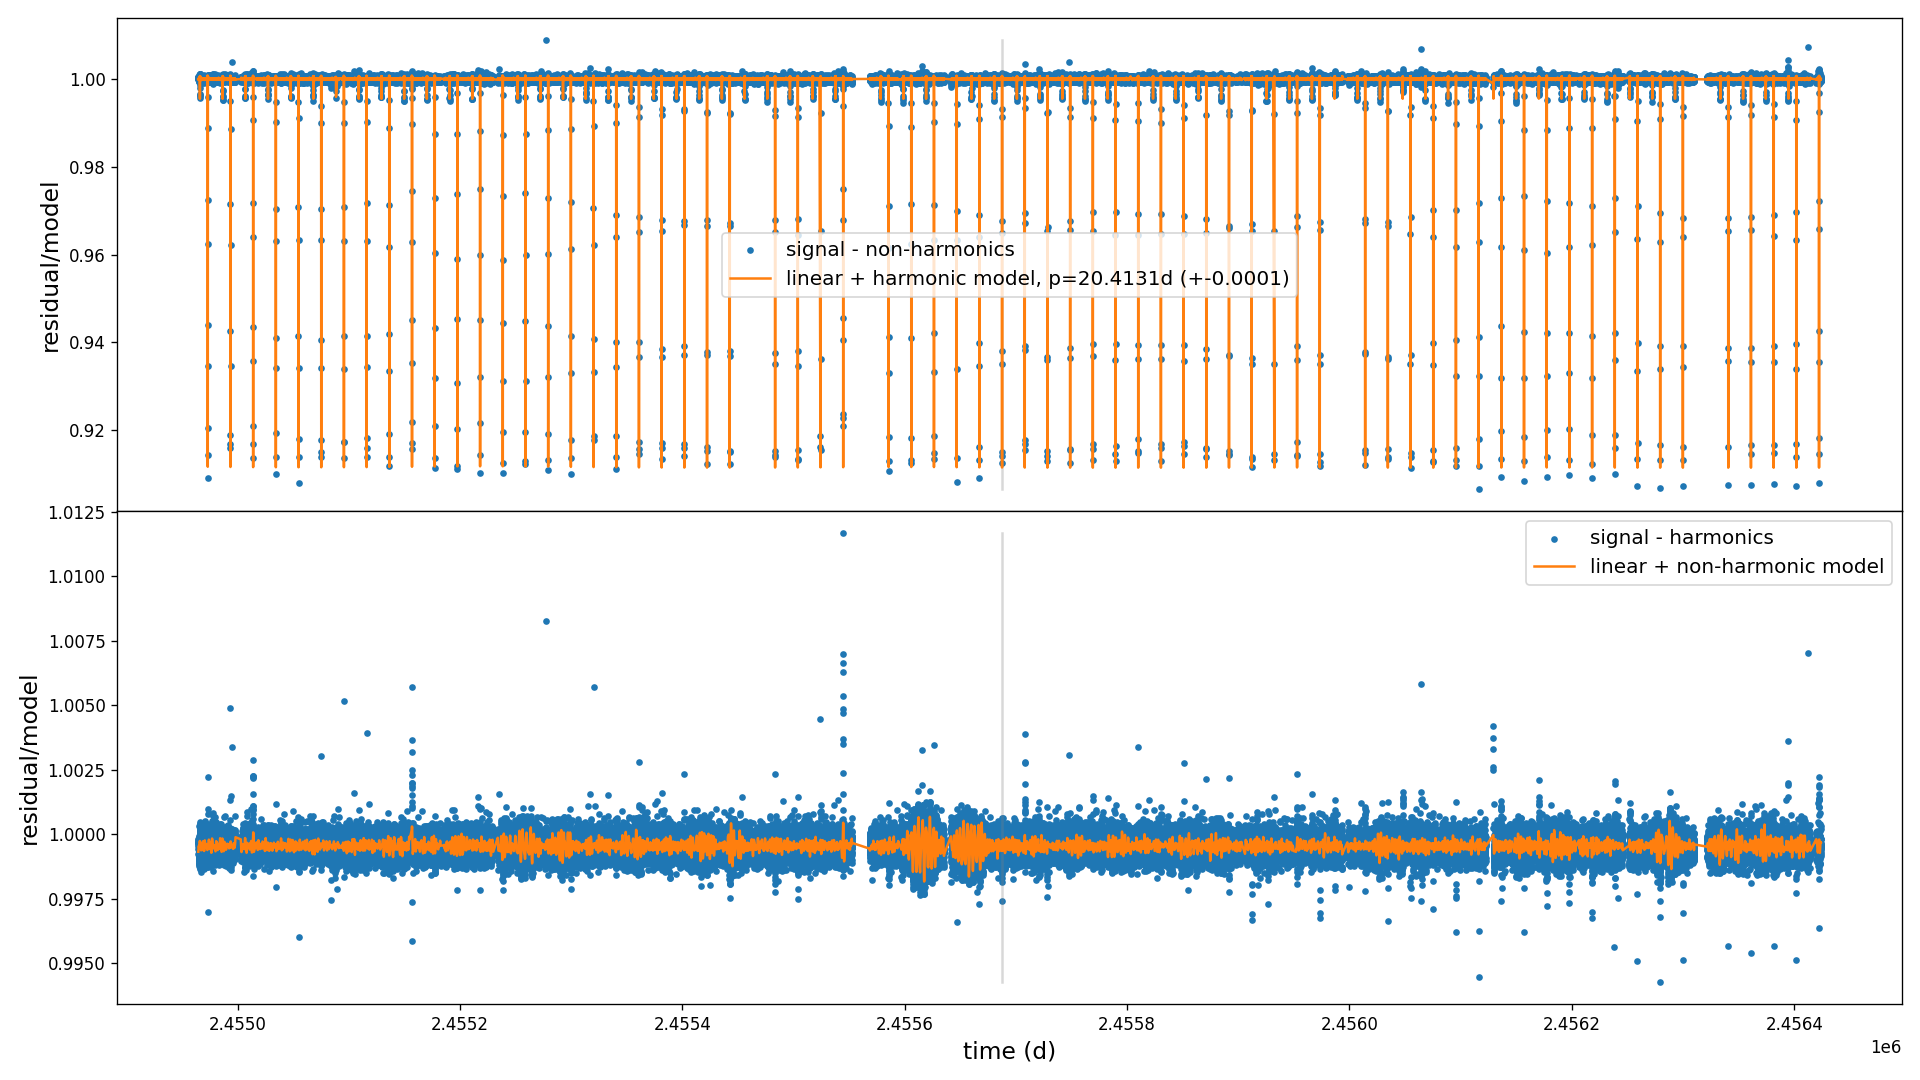 1.00
0.98
0.96
0.94
0.92
residual/model
signal - non-harmonics
linear + harmonic model, p=20.4131d (+-0.0001)
1.0125
1.0100
1.0075
1.0050
1.0025
1.0000
0.9975
0.9950
residual/model
signal - harmonics
linear + non-harmonic model
2.4550
2.4552
2.4554
2.4556
2.4558
2.4560
2.4562
2.4564
time (d)
1e6